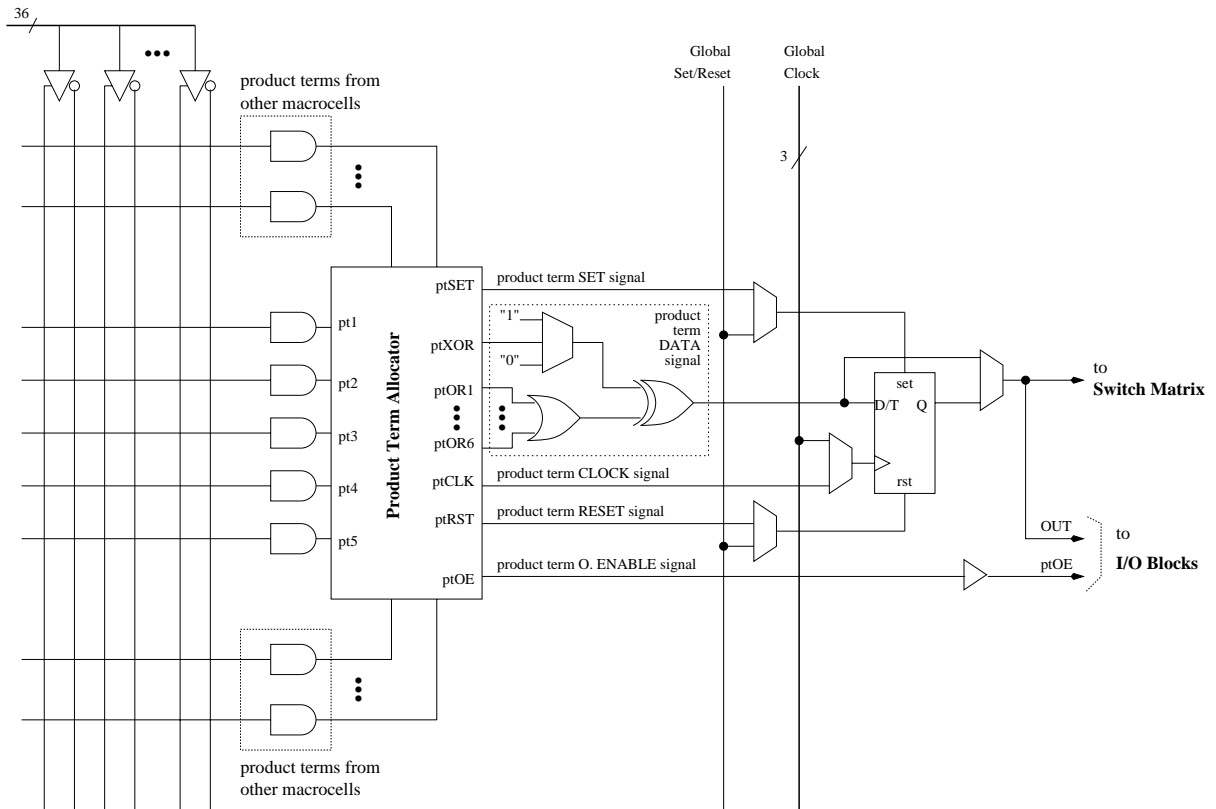 36
Global
Set/Reset
Global
Clock
product terms from
other macrocells
3
Product Term Allocator
pt1
pt2
pt3
pt4
pt5
ptSET
ptXOR
ptOR1
ptOR6
ptCLK
ptRST
ptOE
product term SET signal
"1"
"0"
product
term
DATA
signal
product term CLOCK signal
product term RESET signal
product term O. ENABLE signal
set
D/T
Q
rst
to
Switch Matrix
OUT
ptOE
to
I/O Blocks
product terms from
other macrocells